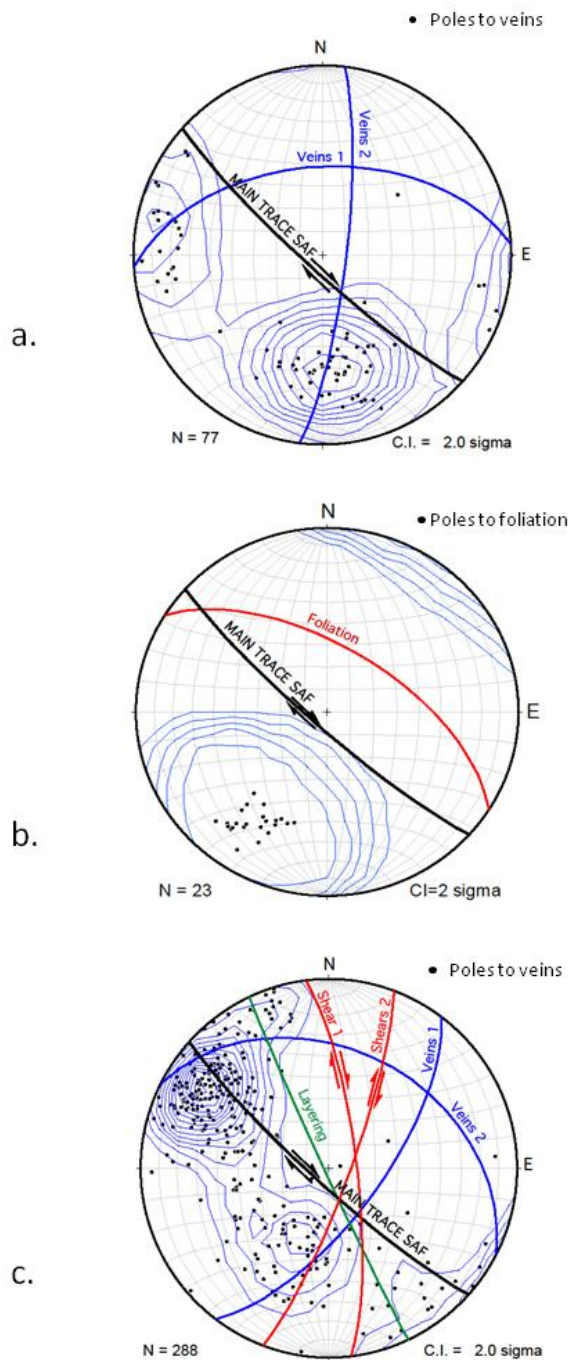 • Poles to veins
N
Veins 2
Veins 1
MAIN TRACE SAF
E
a.
N = 77
C.I. = 2.0 sigma
N
• Poles to foliation
Foliation
MAIN TRACE SAF
E
b.
N = 23
CI=2 sigma
N
• Poles to veins
Shear 1
Shears 2
Veins 1
Veins 2
Layering
E
MAIN TRACE SAF
c.
N = 288
C.I. = 2.0 sigma